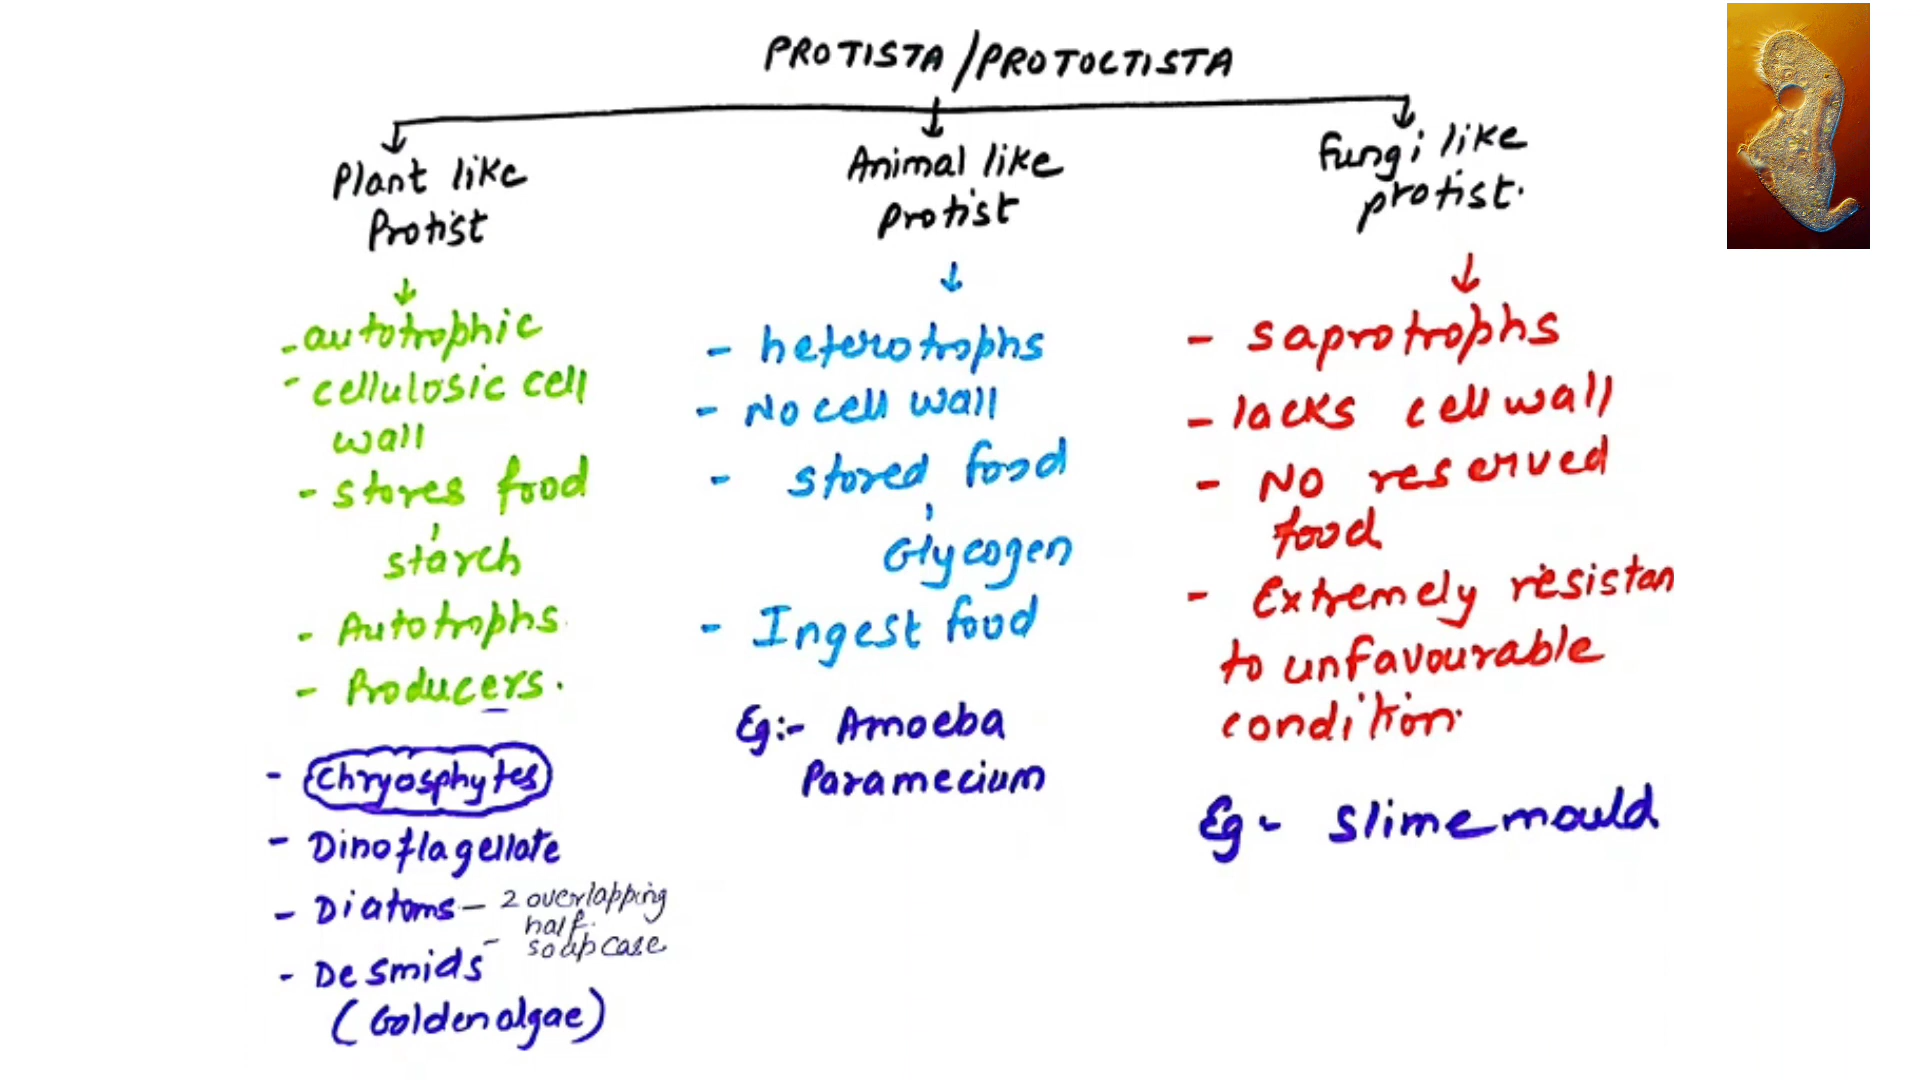 PROTISTA/PROTOCTISTA
Plant like
Protist
- autotrophic
- cellulosic cell
wall
- stores food
starch
- Autotrophs.
- Producers.
- Chryosphytes
- Dinoflagellate
- Diatoms - 2 overlapping
half.
- soap case
- Desmids
(Golden algae)
Animal like
Protist
- heterotrophs
- No cell wall
- stored food
Glycogen
- Ingest food
Eg:- Amoeba
Paramecium
Fungi like
protist.
- saprotrophs
- lacks cell wall
- No reserved
food
- Extremely resistan
to unfavourable
condition.
Eg - slime mould